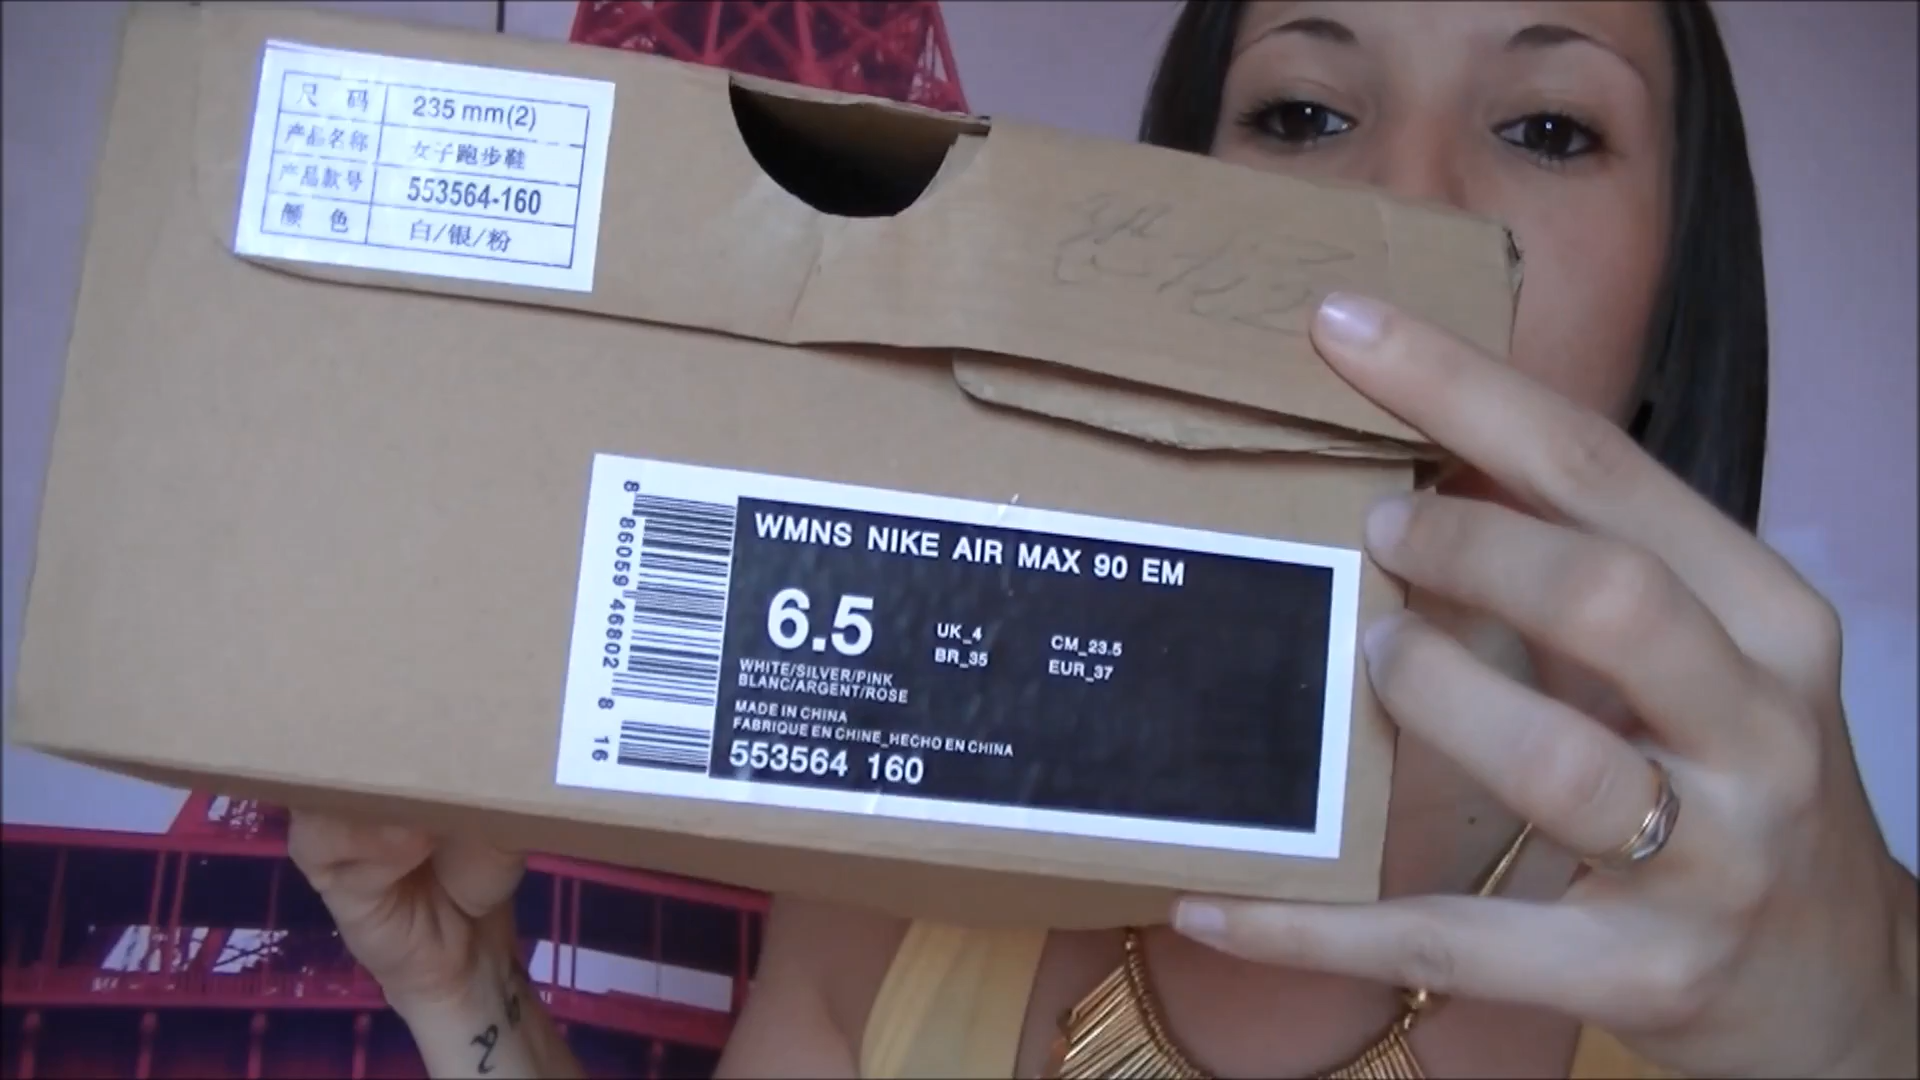 尺 码 235 mm(2)
产品名称 女子跑步鞋
产品款号 553564-160
颜 色 白/银/粉
WMNS NIKE AIR MAX 90 EM
6.5
UK_4 CM_23.5
BR_35 EUR_37
WHITE/SILVER/PINK
BLANC/ARGENT/ROSE
MADE IN CHINA
FABRIQUE EN CHINE_HECHO EN CHINA
553564 160
8 86059 46802 8 16